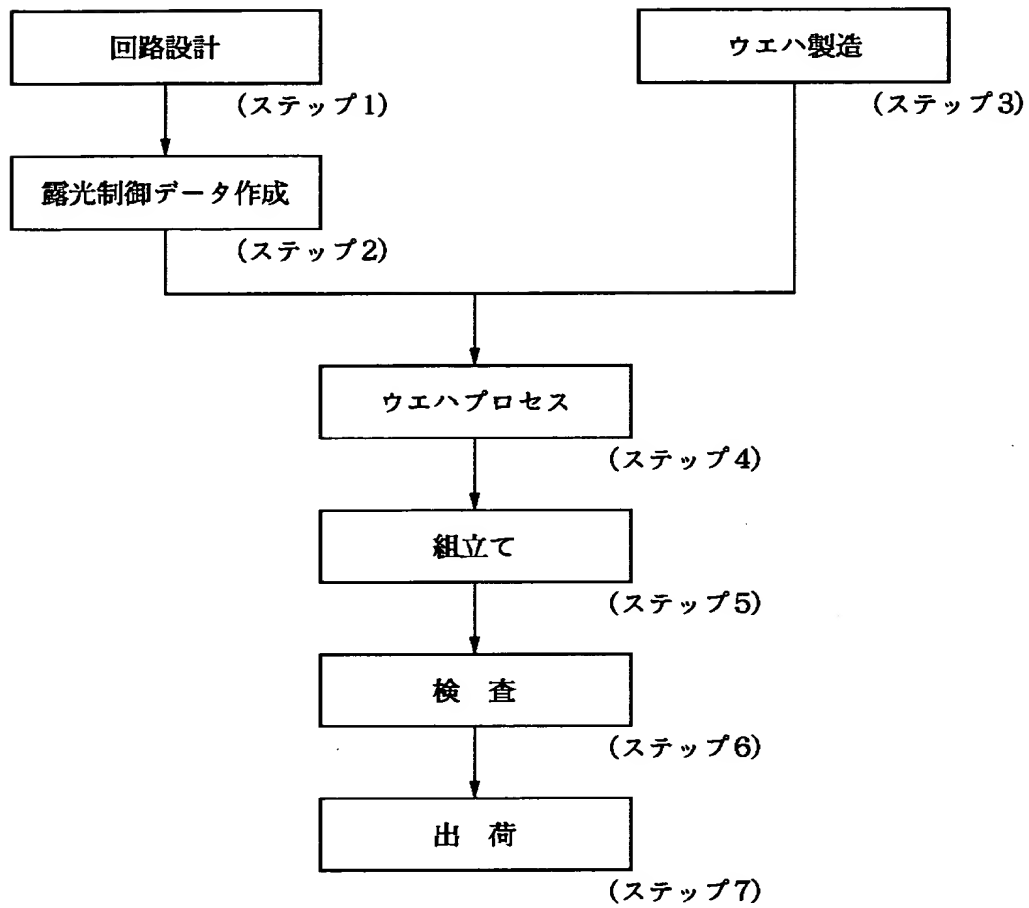 回路設計
(ステップ1)
ウエハ製造
(ステップ3)
露光制御データ作成
(ステップ2)
ウエハプロセス
(ステップ4)
組立て
(ステップ5)
検 査
(ステップ6)
出 荷
(ステップ7)